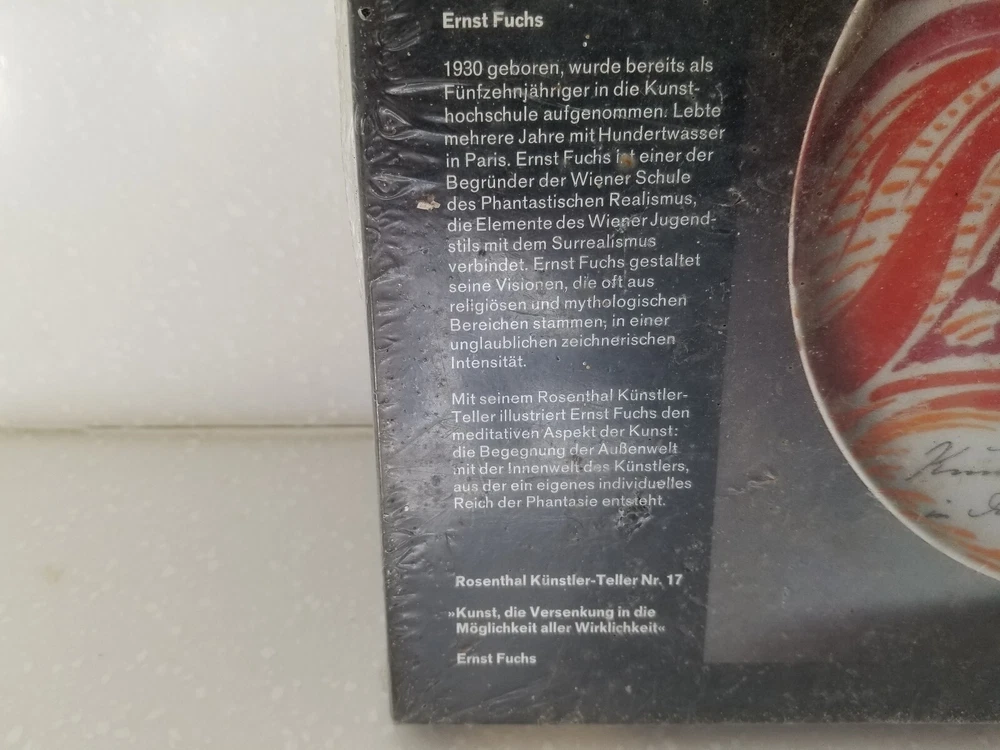 Ernst Fuchs
1930 geboren, wurde bereits als
Fünfzehnjähriger in die Kunst-
hochschule aufgenommen. Lebte
mehrere Jahre mit Hundertwasser
in Paris. Ernst Fuchs ist einer der
Begründer der Wiener Schule
des Phantastischen Realismus,
die Elemente des Wiener Jugend-
stils mit dem Surrealismus
verbindet. Ernst Fuchs gestaltet
seine Visionen, die oft aus
religiösen und mythologischen
Bereichen stammen, in einer
unglaublichen zeichnerischen
Intensität.
Mit seinem Rosenthal Künstler-
Teller illustriert Ernst Fuchs den
meditativen Aspekt der Kunst:
die Begegnung der Außenwelt
mit der Innenwelt des Künstlers,
aus der ein eigenes individuelles
Reich der Phantasie entsteht.
Rosenthal Künstler-Teller Nr. 17
»Kunst, die Versenkung in die
Möglichkeit aller Wirklichkeit«
Ernst Fuchs